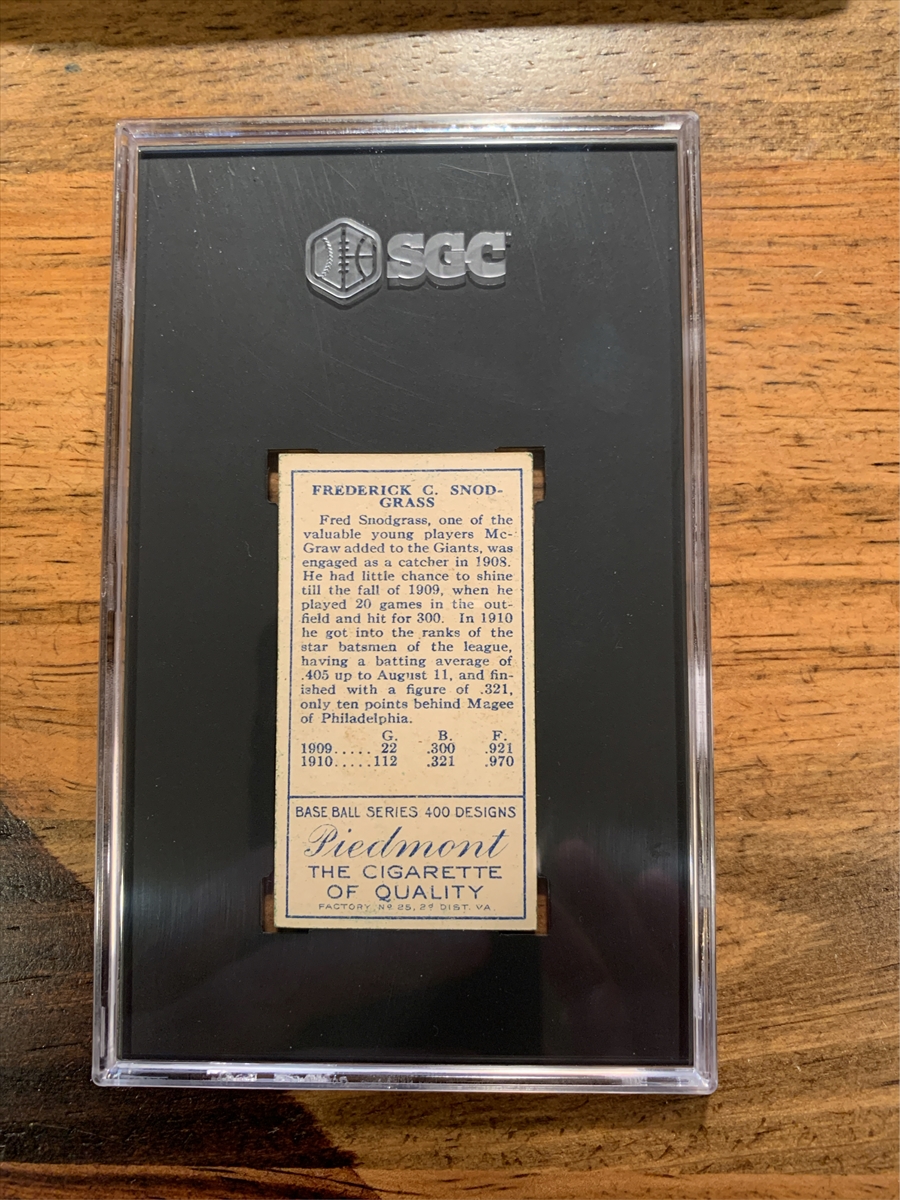 SGC
FREDERICK C. SNOD-
GRASS
Fred Snodgrass, one of the
valuable young players Mc-
Graw added to the Giants, was
engaged as a catcher in 1908.
He had little chance to shine
till the fall of 1909, when he
played 20 games in the out-
field and hit for 300. In 1910
he got into the ranks of the
star batsmen of the league,
having a batting average of
.405 up to August 11, and fin-
ished with a figure of .321,
only ten points behind Magee
of Philadelphia.
G. B. F.
1909..... 22 .300 .921
1910.....112 .321 .970
BASE BALL SERIES 400 DESIGNS
Piedmont
THE CIGARETTE
OF QUALITY
FACTORY Nº 25, 2ᵈ DIST. VA.